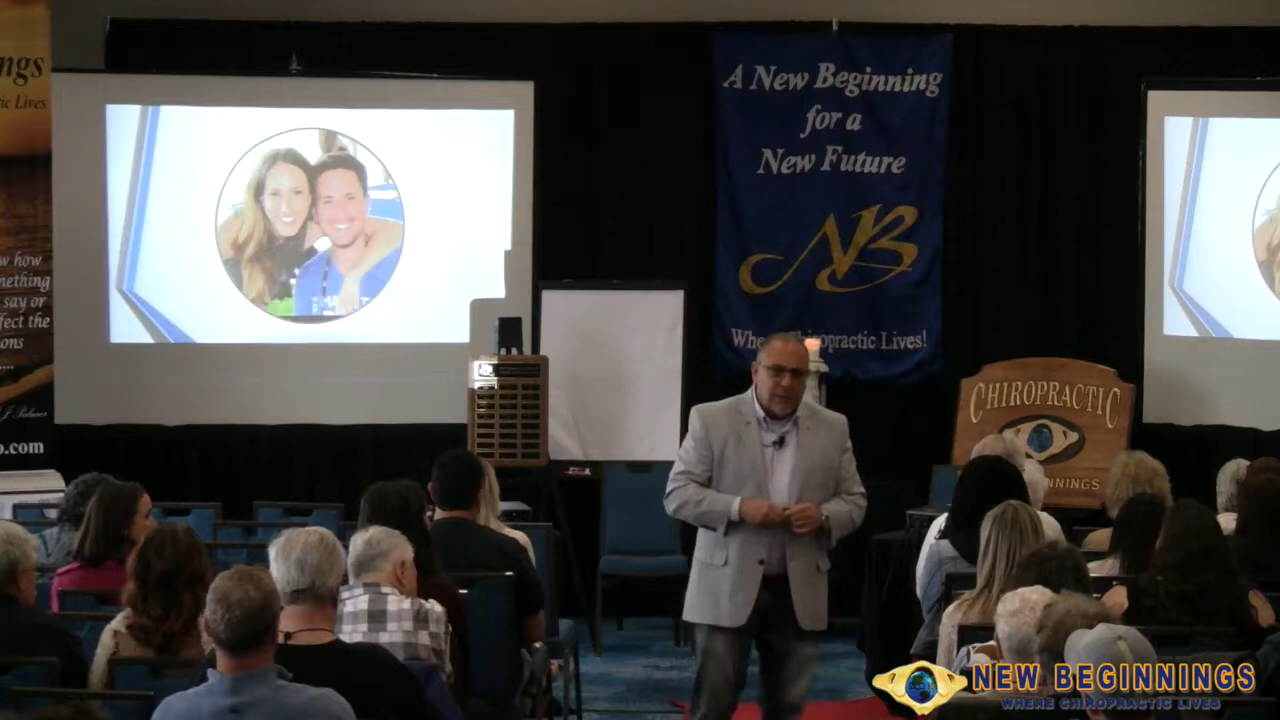 ngs
tic Lives
A New Beginning
for a
New Future
NB
Where Chiropractic Lives!
w how
mething
say or
fect the
ons
.com
CHIROPRACTIC
NNINGS
NEW BEGINNINGS
WHERE CHIROPRACTIC LIVES